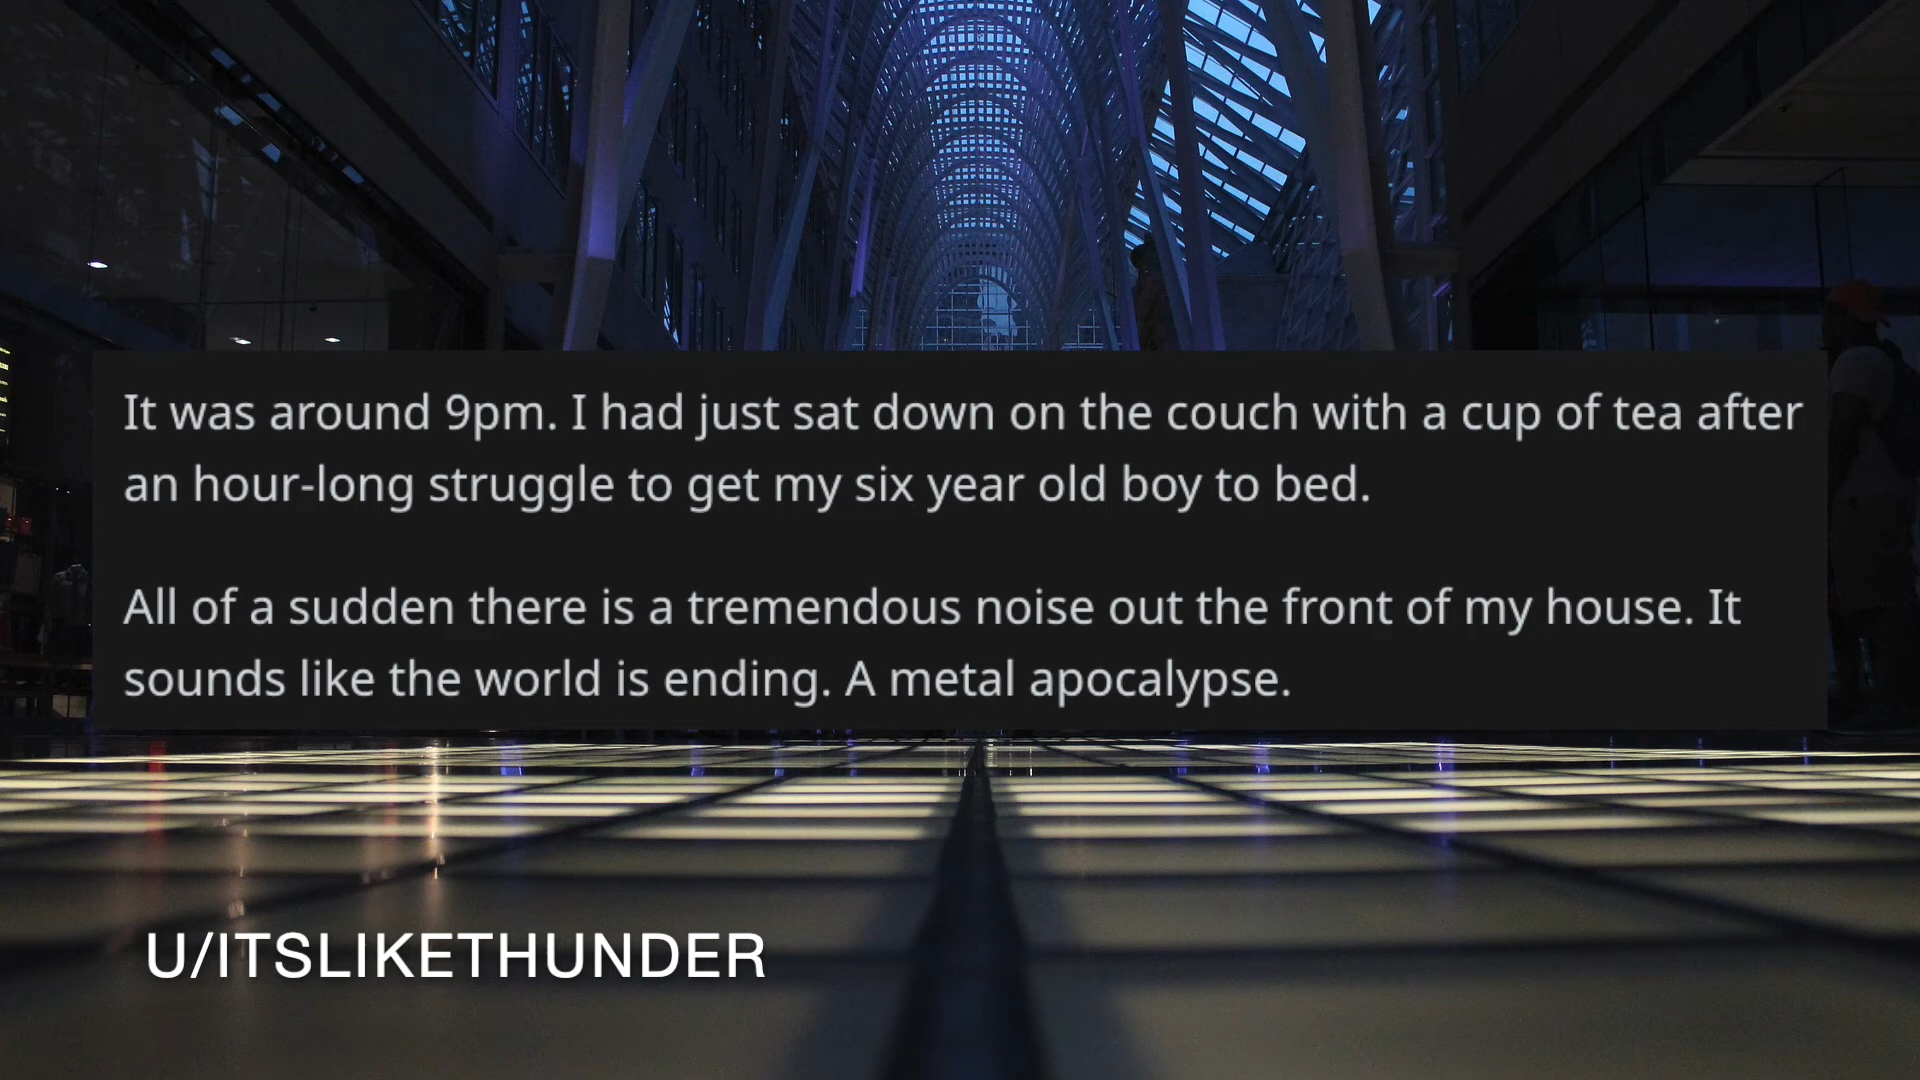 It was around 9pm. I had just sat down on the couch with a cup of tea after
an hour-long struggle to get my six year old boy to bed.
All of a sudden there is a tremendous noise out the front of my house. It
sounds like the world is ending. A metal apocalypse.
U/ITSLIKETHUNDER